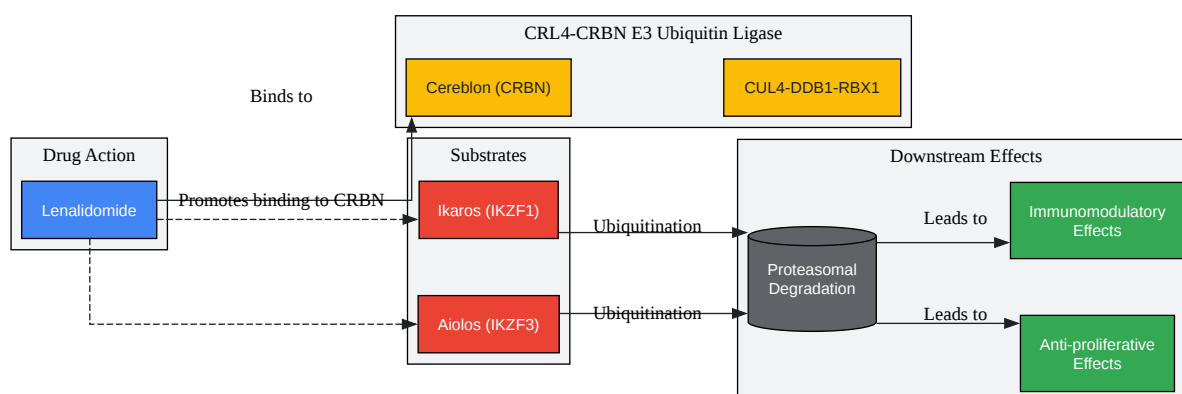 CRL4-CRBN E3 Ubiquitin Ligase
Cereblon (CRBN)
CUL4-DDB1-RBX1
Binds to
Drug Action
Lenalidomide
Promotes binding to CRBN
Substrates
Ikaros (IKZF1)
Aiolos (IKZF3)
Ubiquitination
Ubiquitination
Downstream Effects
Proteasomal
Degradation
Leads to
Leads to
Immunomodulatory
Effects
Anti-proliferative
Effects